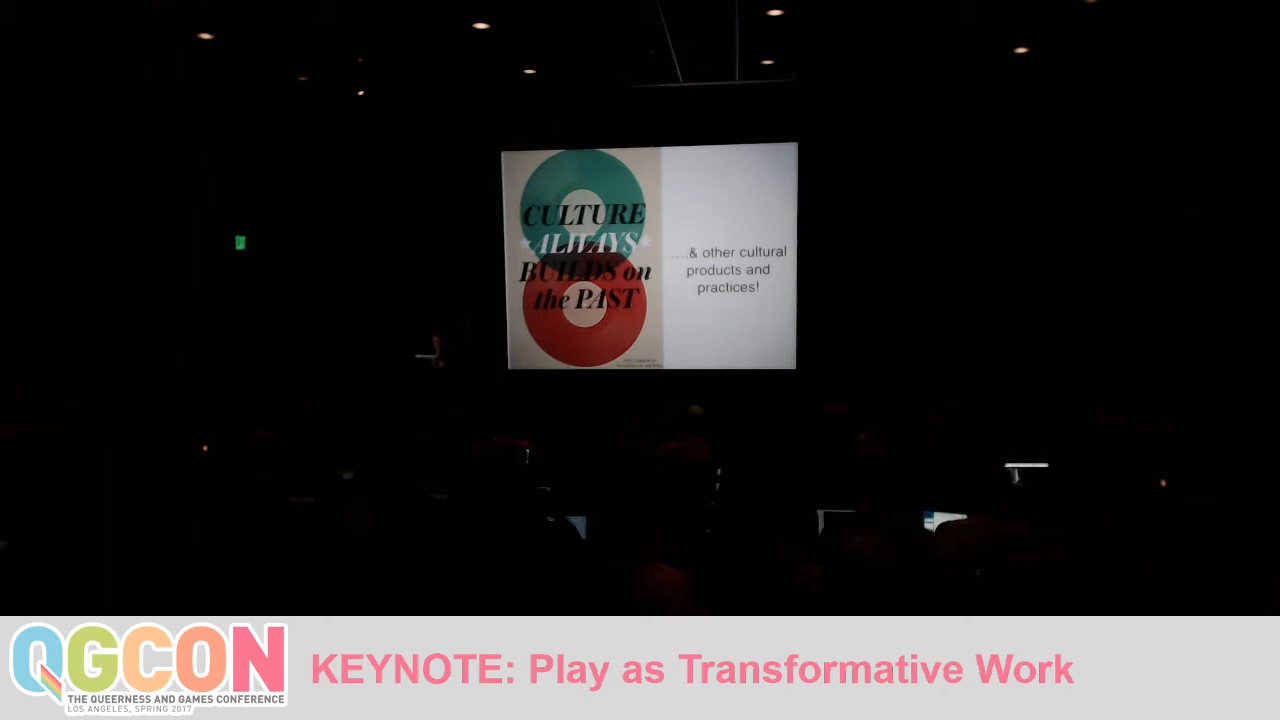 CULTURE
ALWAYS
BUILDS on
the PAST
....& other cultural
products and
practices!
QGCON
THE QUEERNESS AND GAMES CONFERENCE
LOS ANGELES, SPRING 2017
KEYNOTE: Play as Transformative Work